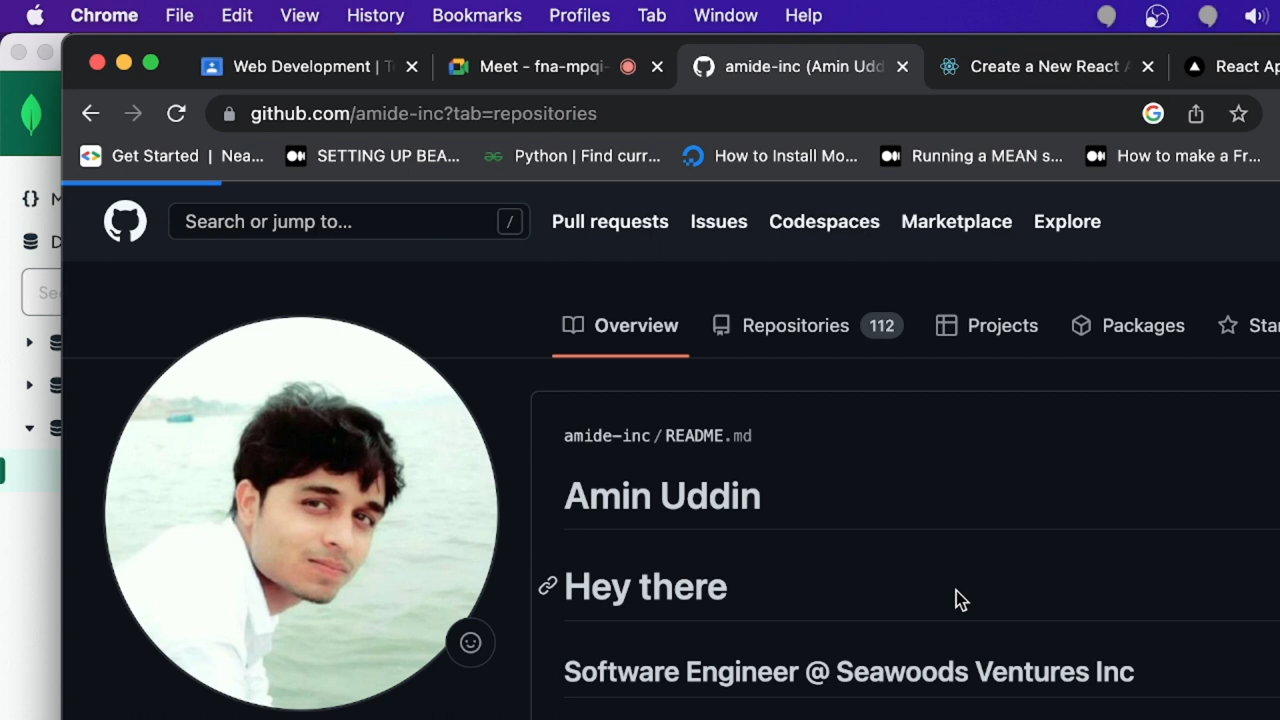 Chrome File Edit View History Bookmarks Profiles Tab Window Help
Web Development | Meet - fna-mpqi- amide-inc (Amin Udd Create a New React React Ap
github.com/amide-inc?tab=repositories
Get Started | Nea... SETTING UP BEA... Python | Find curr... How to Install Mo... Running a MEAN s... How to make a Fr...
Search or jump to... / Pull requests Issues Codespaces Marketplace Explore
Overview Repositories 112 Projects Packages Star
amide-inc/README.md
Amin Uddin
Hey there
Software Engineer @ Seawoods Ventures Inc